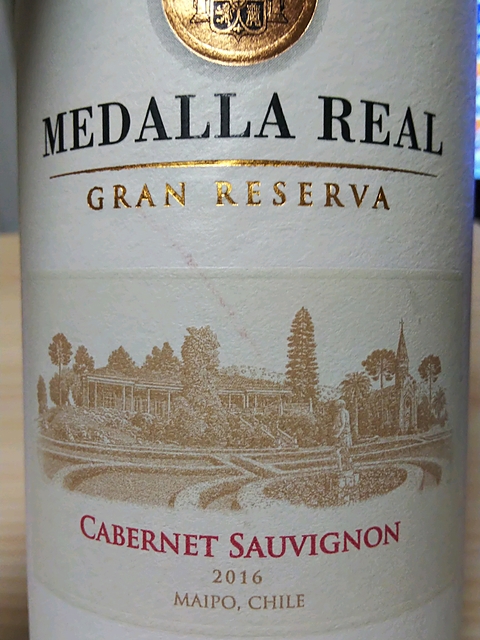 MEDALLA REAL
GRAN RESERVA
CABERNET SAUVIGNON
2016
MAIPO, CHILE